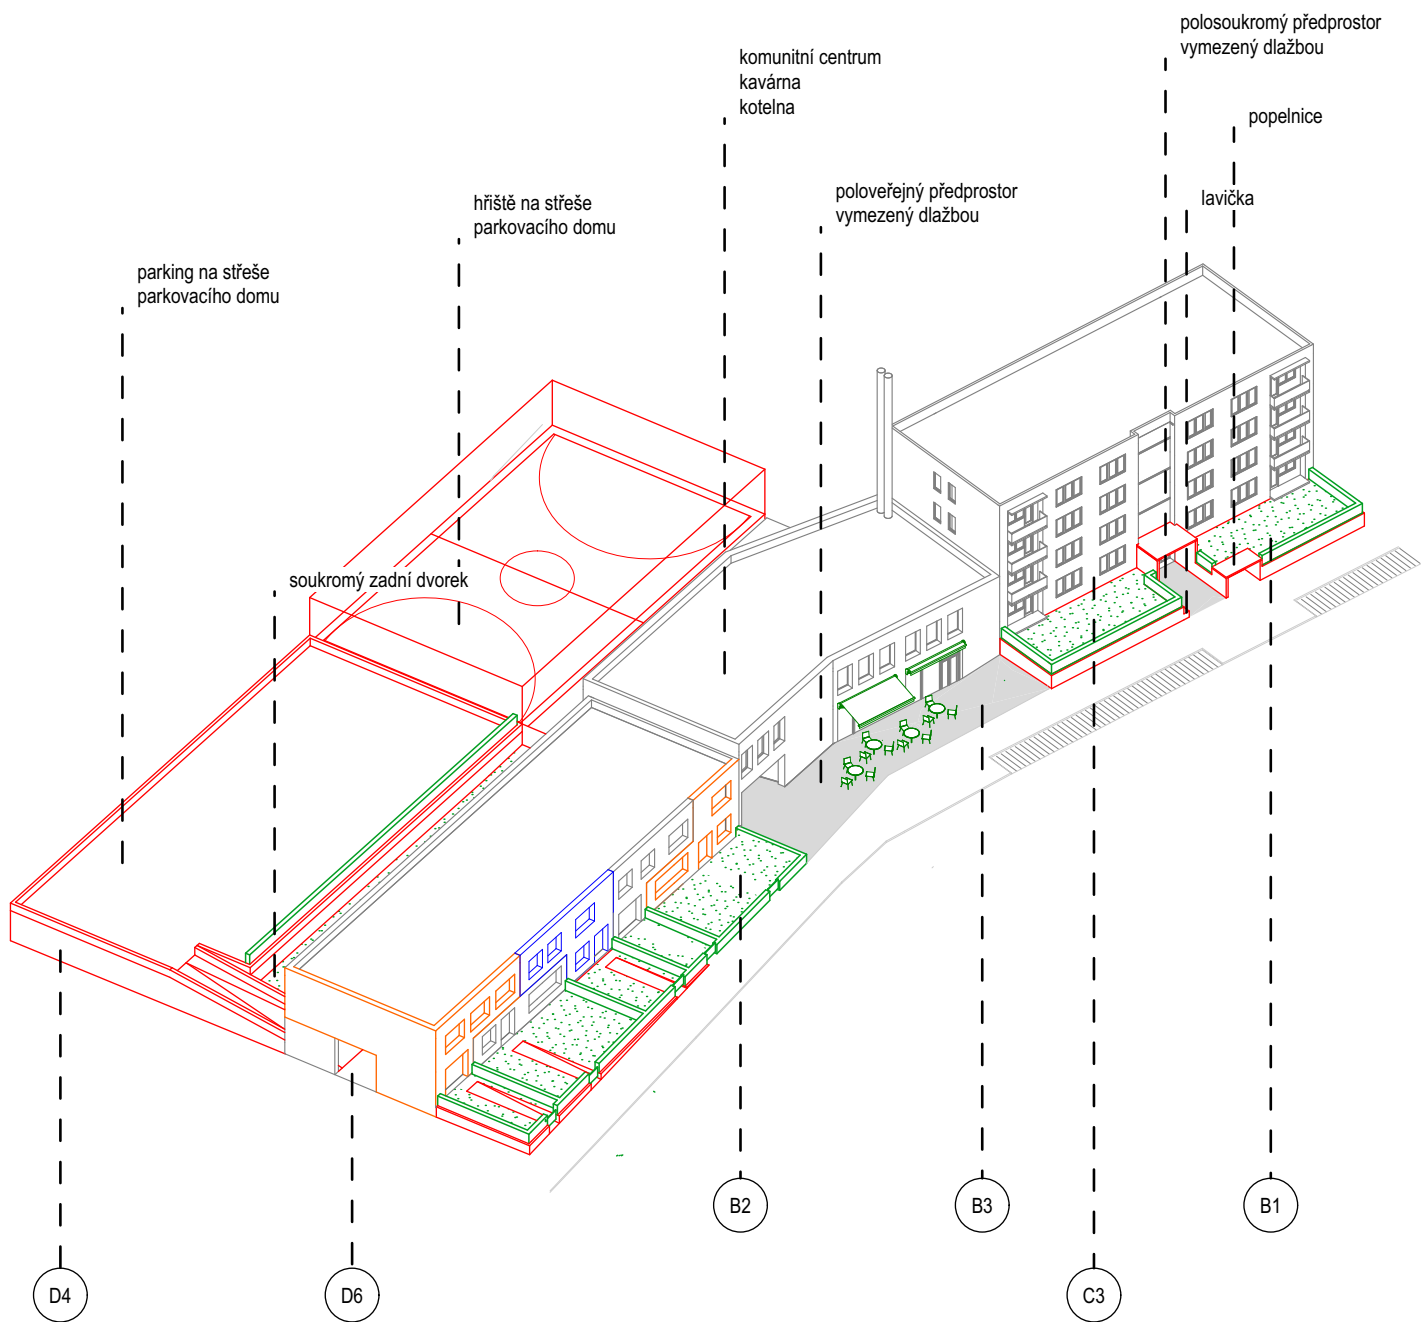 polosoukromý předprostor
vymezený dlažbou
komunitní centrum
kavárna
kotelna
popelnice
poloveřejný předprostor
vymezený dlažbou
lavička
hřiště na střeše
parkovacího domu
parking na střeše
parkovacího domu
soukromý zadní dvorek
B2
B3
B1
D4
D6
C3